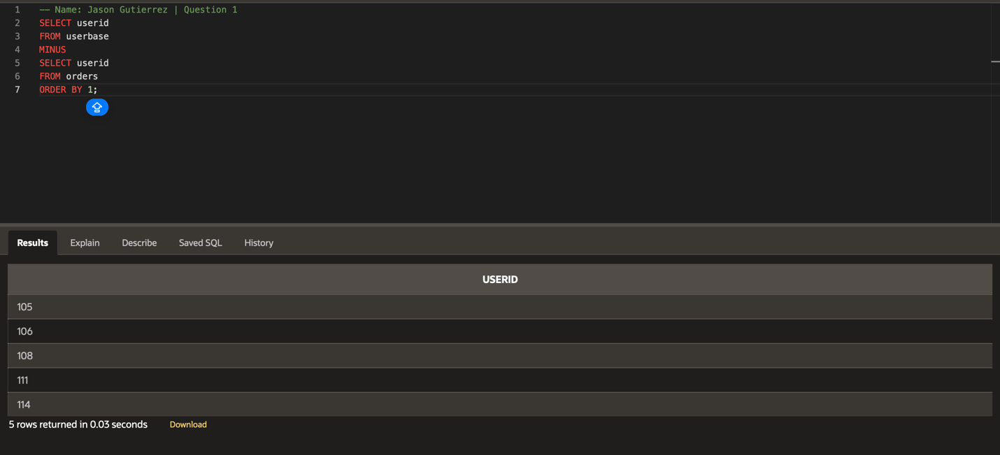 1 -- Name: Jason Gutierrez | Question 1
2 SELECT userid
3 FROM userbase
4 MINUS
5 SELECT userid
6 FROM orders
7 ORDER BY 1;
Results Explain Describe Saved SQL History
USERID
105
106
108
111
114
5 rows returned in 0.03 seconds Download